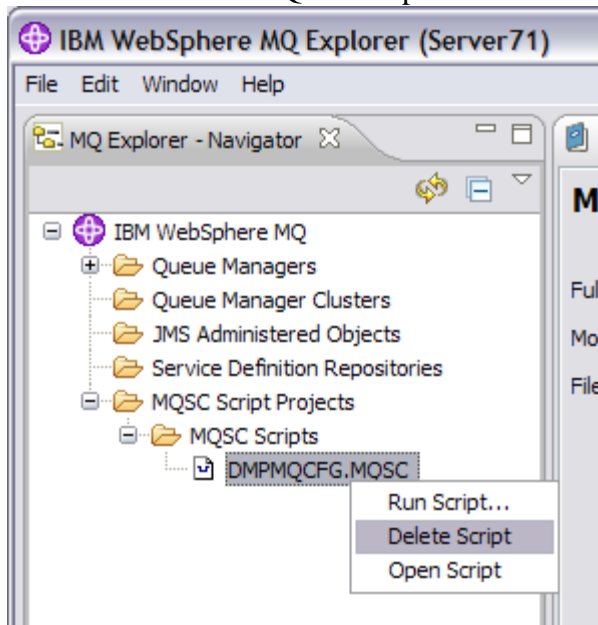 IBM WebSphere MQ Explorer (Server71)
File Edit Window Help
MQ Explorer - Navigator
M
IBM WebSphere MQ
Queue Managers
Queue Manager Clusters
Ful
JMS Administered Objects
Mo
Service Definition Repositories
File
MQSC Script Projects
MQSC Scripts
DMPMQCFG.MQSC
Run Script...
Delete Script
Open Script